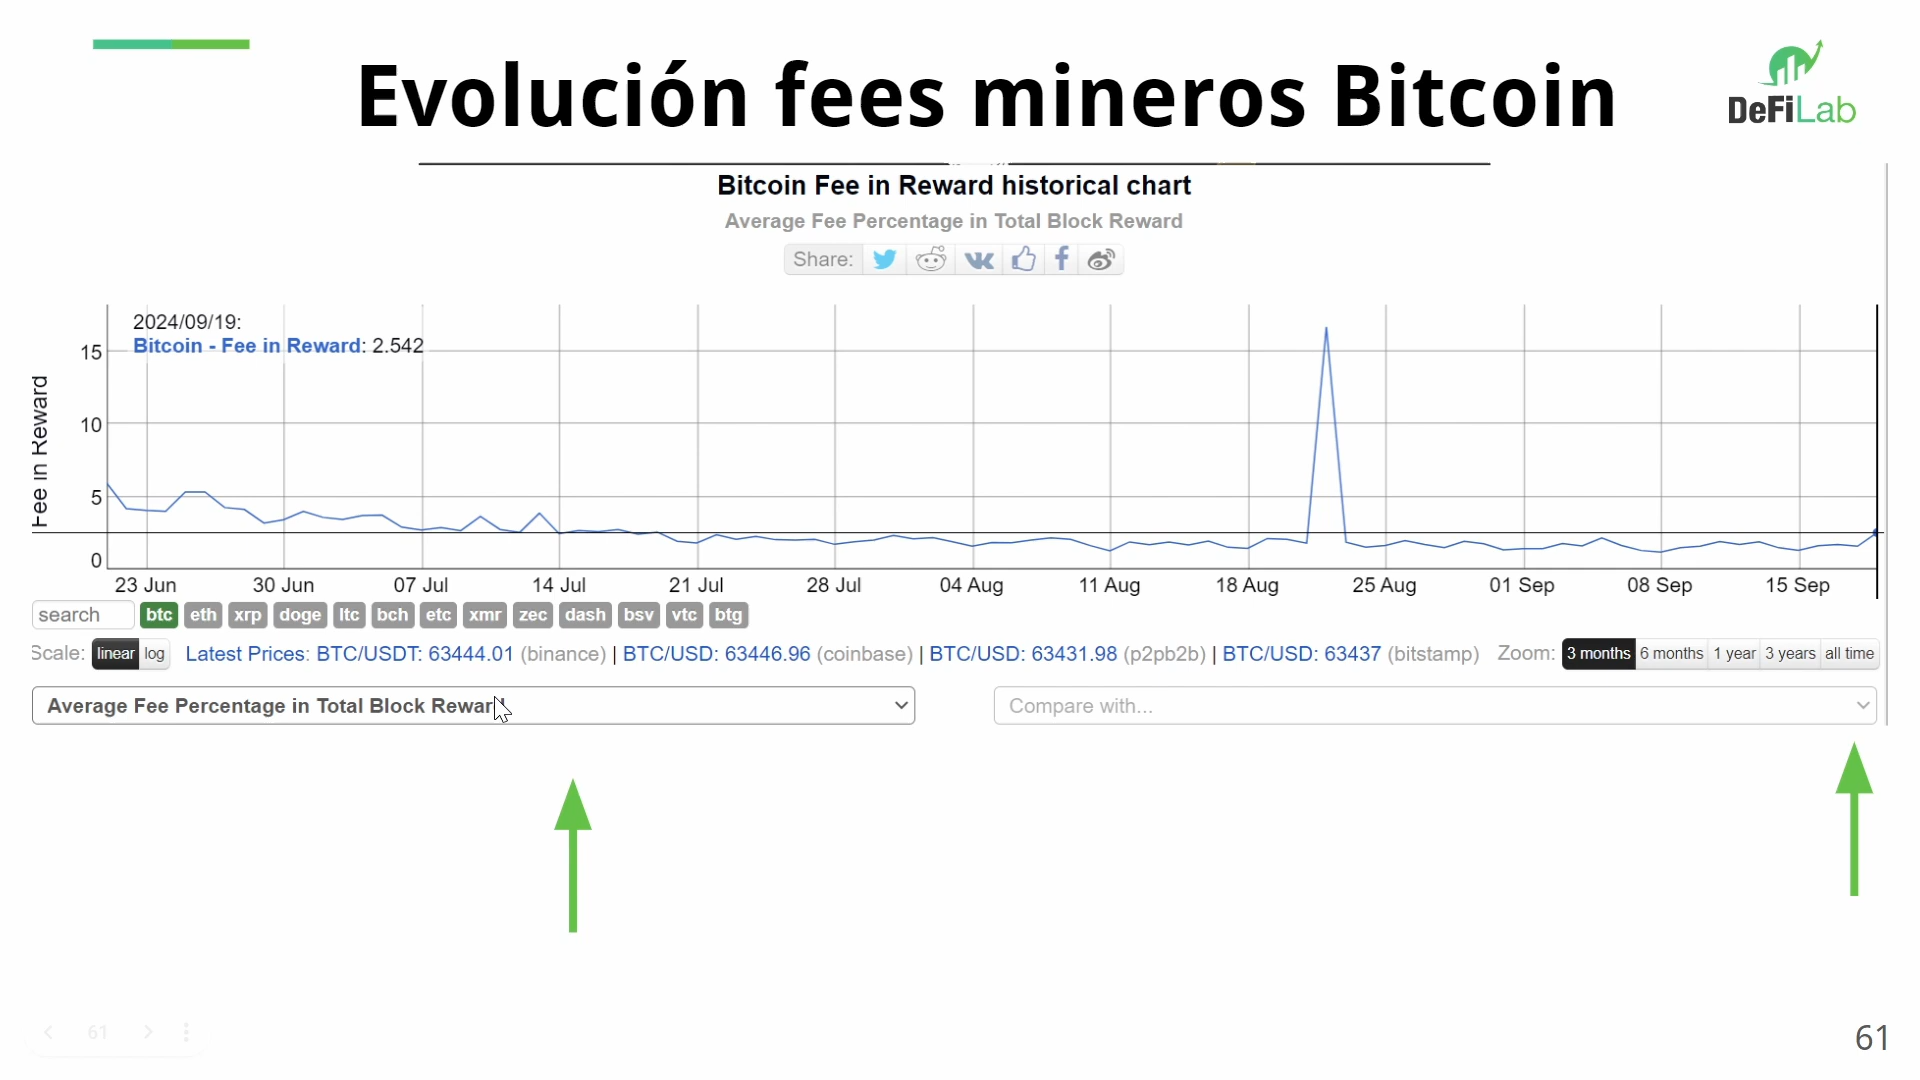 Evolución fees mineros Bitcoin
DeFiLab
Bitcoin Fee in Reward historical chart
Average Fee Percentage in Total Block Reward
Share:
2024/09/19:
Bitcoin - Fee in Reward: 2.542
Fee in Reward
15
10
5
0
23 Jun 30 Jun 07 Jul 14 Jul 21 Jul 28 Jul 04 Aug 11 Aug 18 Aug 25 Aug 01 Sep 08 Sep 15 Sep
search btc eth xrp doge ltc bch etc xmr zec dash bsv vtc btg
Scale: linear log Latest Prices: BTC/USDT: 63444.01 (binance) | BTC/USD: 63446.96 (coinbase) | BTC/USD: 63431.98 (p2pb2b) | BTC/USD: 63437 (bitstamp) Zoom: 3 months 6 months 1 year 3 years all time
Average Fee Percentage in Total Block Reward Compare with...
61
61